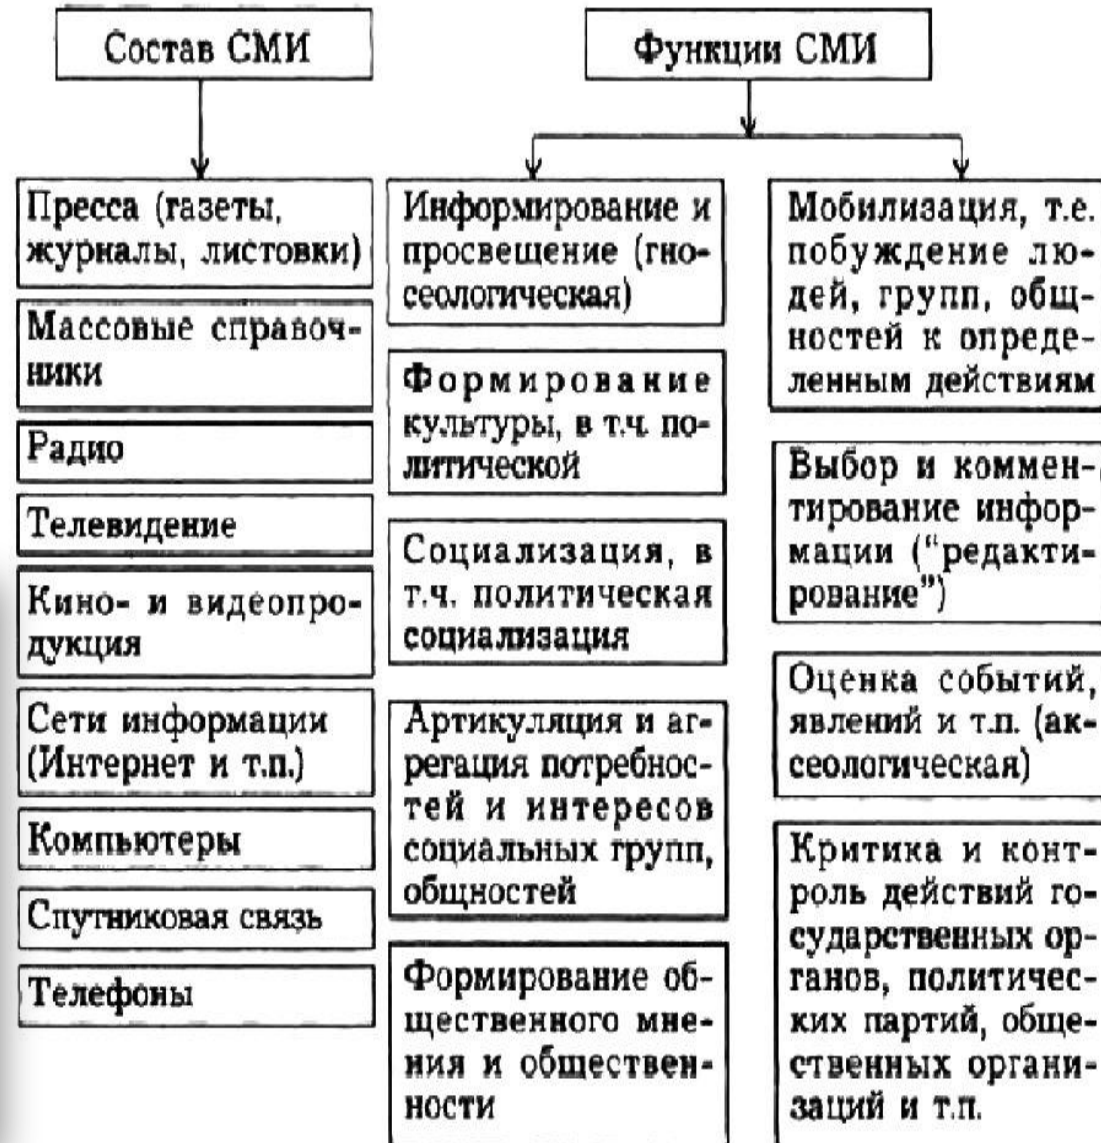 Состав СМИ
Функции СМИ
Пресса (газеты,
журналы, листовки)
Массовые справоч-
ники
Радио
Телевидение
Кино- и видеопро-
дукция
Сети информации
(Интернет и т.п.)
Компьютеры
Спутниковая связь
Телефоны
Информирование и
просвещение (гно-
сеологическая)
Формирование
культуры, в т.ч. по-
литической
Социализация, в
т.ч. политическая
социализация
Артикуляция и аг-
регация потребнос-
тей и интересов
социальных групп,
общностей
Формирование об-
щественного мне-
ния и обществен-
ности
Мобилизация, т.е.
побуждение лю-
дей, групп, общ-
ностей к опреде-
ленным действиям
Выбор и коммен-
тирование инфор-
мации ("редакти-
рование")
Оценка событий,
явлений и т.п. (ак-
сеологическая)
Критика и конт-
роль действий го-
сударственных ор-
ганов, политичес-
ких партий, обще-
ственных органи-
заций и т.п.